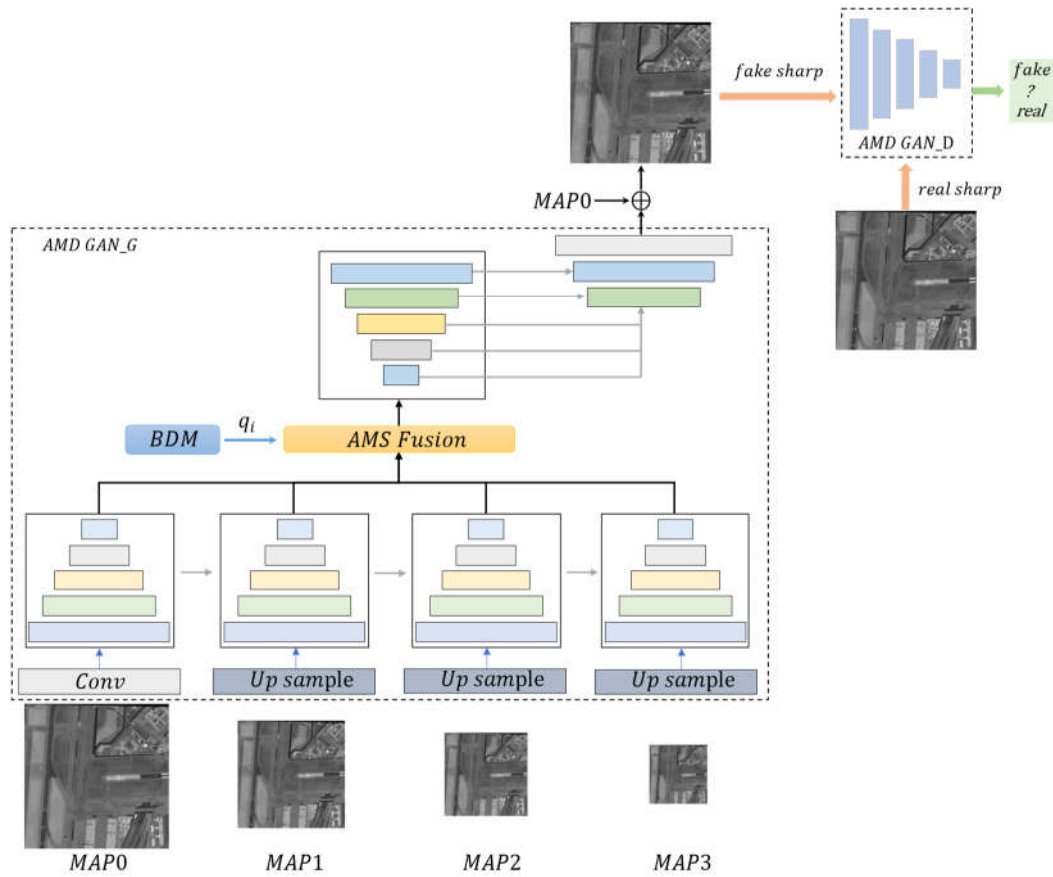 fake sharp
fake
?
real
AMD GAN_D
MAP0
real sharp
AMD GAN_G
BDM
q_i
AMS Fusion
Conv
Up sample
Up sample
Up sample
MAP0
MAP1
MAP2
MAP3